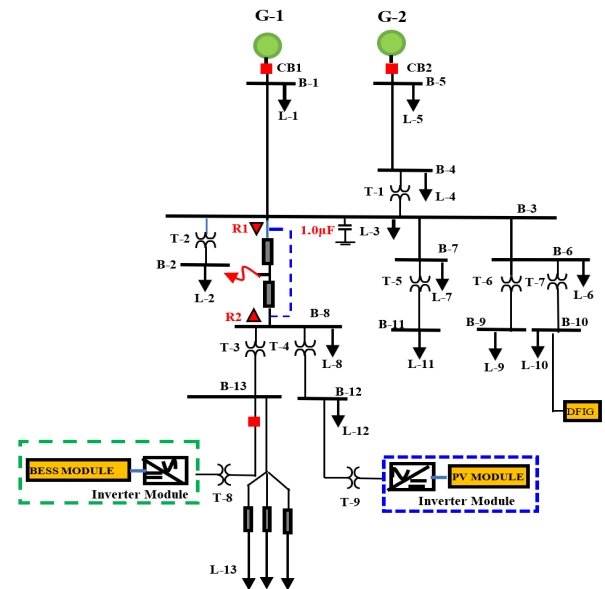 G-1
G-2
CB1
CB2
B-1
B-5
L-1
L-5
B-4
T-1
L-4
B-3
R1
1.0µF
L-3
T-2
B-7
B-6
B-2
T-5
T-6
T-7
L-2
L-7
L-6
R2
B-8
B-11
B-9
B-10
T-3
T-4
L-8
L-11
L-9
L-10
B-13
B-12
DFIG
L-12
BESS MODULE
PV MODULE
Inverter Module
T-8
T-9
Inverter Module
L-13